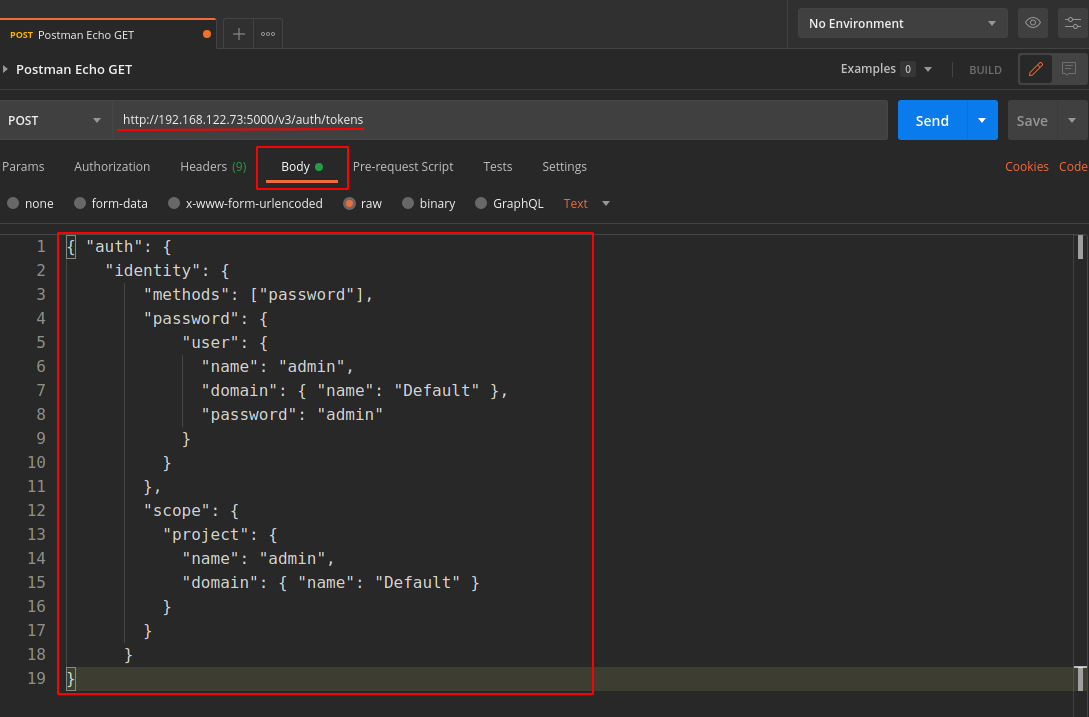 POST Postman Echo GET
No Environment
Postman Echo GET
Examples 0
BUILD
POST
http://192.168.122.73:5000/v3/auth/tokens
Send
Save
Params Authorization Headers (9) Body Pre-request Script Tests Settings Cookies Code
none form-data x-www-form-urlencoded raw binary GraphQL Text
1 { "auth": {
2 "identity": {
3 "methods": ["password"],
4 "password": {
5 "user": {
6 "name": "admin",
7 "domain": { "name": "Default" },
8 "password": "admin"
9 }
10 }
11 },
12 "scope": {
13 "project": {
14 "name": "admin",
15 "domain": { "name": "Default" }
16 }
17 }
18 }
19 }